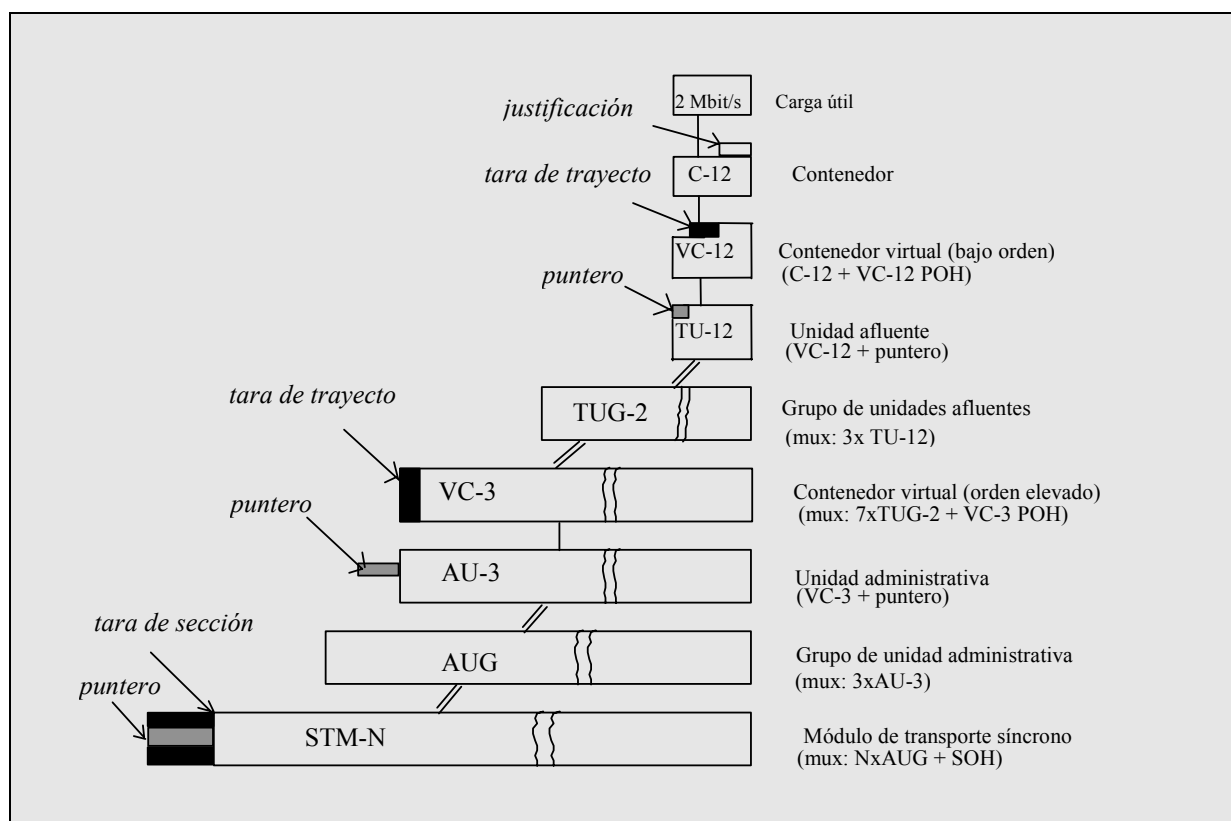 2 Mbit/s
Carga útil
justificación
C-12
Contenedor
tara de trayecto
VC-12
Contenedor virtual (bajo orden)
(C-12 + VC-12 POH)
puntero
TU-12
Unidad afluente
(VC-12 + puntero)
tara de trayecto
TUG-2
Grupo de unidades afluentes
(mux: 3x TU-12)
VC-3
Contenedor virtual (orden elevado)
(mux: 7xTUG-2 + VC-3 POH)
puntero
AU-3
Unidad administrativa
(VC-3 + puntero)
tara de sección
AUG
Grupo de unidad administrativa
(mux: 3xAU-3)
puntero
STM-N
Módulo de transporte síncrono
(mux: NxAUG + SOH)